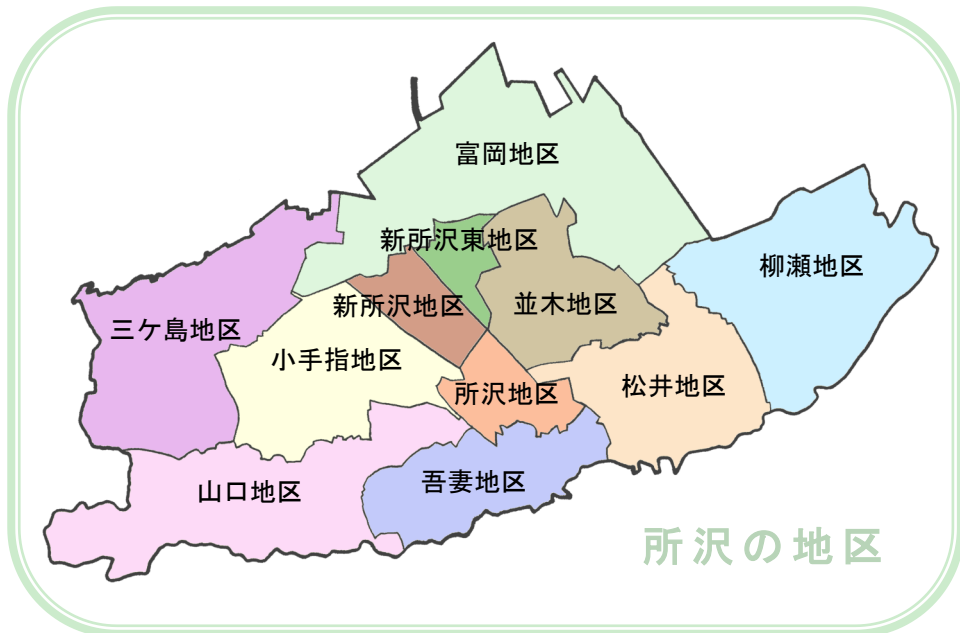 富岡地区
新所沢東地区
柳瀬地区
新所沢地区
並木地区
三ケ島地区
小手指地区
松井地区
所沢地区
吾妻地区
山口地区
所沢の地区